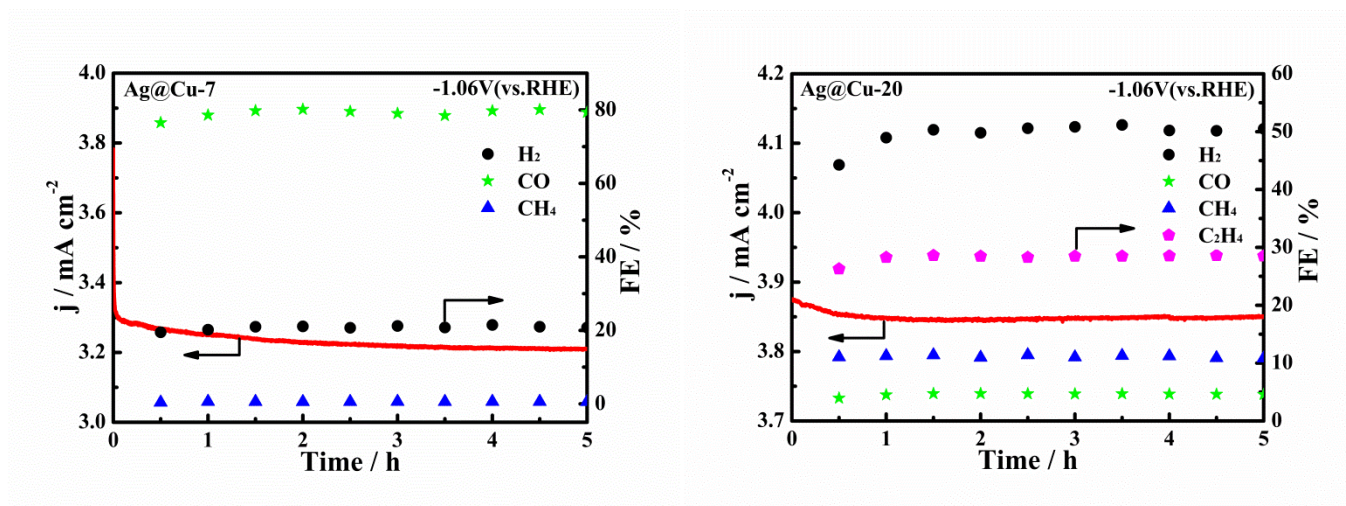 Ag@Cu-7 -1.06V(vs.RHE)
H₂
CO
CH₄
j / mA cm⁻²
4.0
3.8
3.6
3.4
3.2
3.0
FE / %
80
60
40
20
0
0 1 2 3 4 5
Time / h
Ag@Cu-20 -1.06V(vs.RHE)
H₂
CO
CH₄
C₂H₄
j / mA cm⁻²
4.2
4.1
4.0
3.9
3.8
3.7
FE / %
60
50
40
30
20
10
0
0 1 2 3 4 5
Time / h